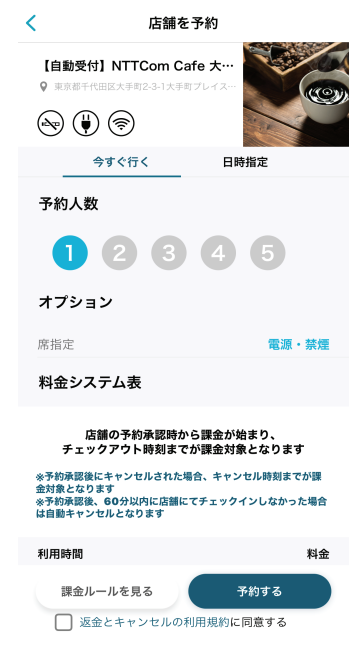 店舗を予約
【自動受付】NTTCom Cafe 大…
東京都千代田区大手町2-3-1大手町プレイス…
今すぐ行く 日時指定
予約人数
1 2 3 4 5
オプション
席指定 電源・禁煙
料金システム表
店舗の予約承認時から課金が始まり、
チェックアウト時刻までが課金対象となります
※予約承認後にキャンセルされた場合、キャンセル時刻までが課
金対象となります
※予約承認後、60分以内に店舗にてチェックインしなかった場合
は自動キャンセルとなります
利用時間 料金
課金ルールを見る 予約する
返金とキャンセルの利用規約に同意する